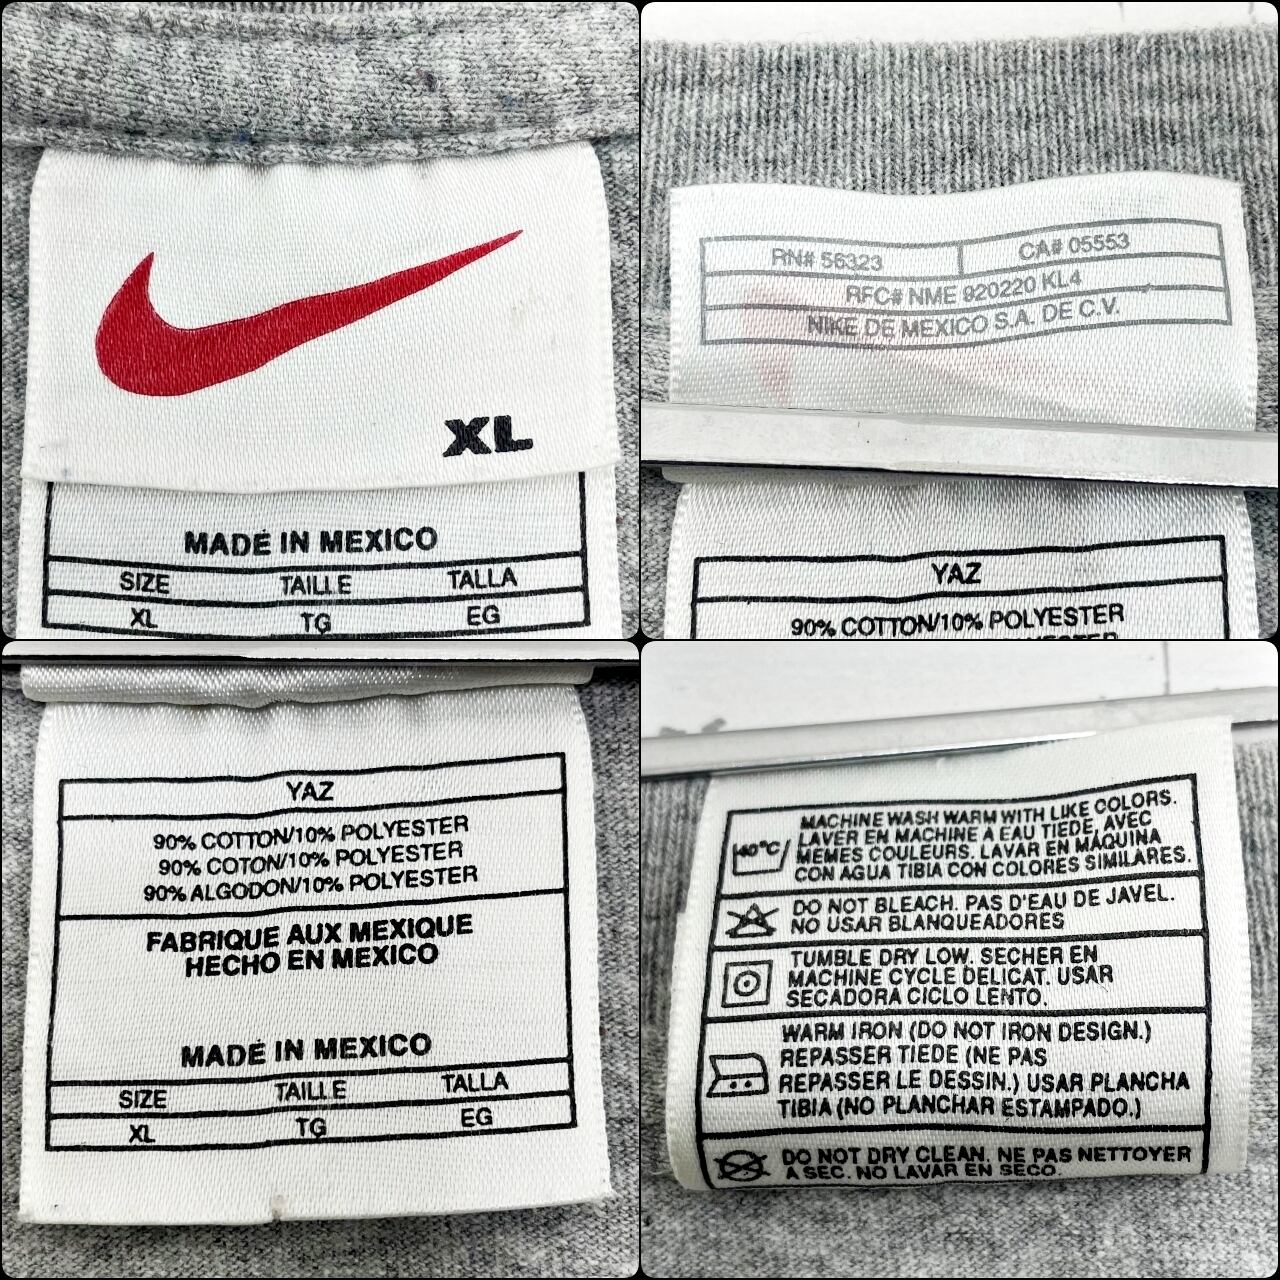 XL
MADE IN MEXICO
SIZE TAILLE TALLA
XL TG EG
RN# 56323 CA# 05553
RFC# NME 920220 KL4
NIKE DE MEXICO S.A. DE C.V.
YAZ
90% COTTON/10% POLYESTER
YAZ
90% COTTON/10% POLYESTER
90% COTON/10% POLYESTER
90% ALGODON/10% POLYESTER
FABRIQUE AUX MEXIQUE
HECHO EN MEXICO
MADE IN MEXICO
SIZE TAILLE TALLA
XL TG EG
MACHINE WASH WARM WITH LIKE COLORS.
LAVER EN MACHINE A EAU TIEDE, AVEC
40°C MEMES COULEURS. LAVAR EN MAQUINA
CON AGUA TIBIA CON COLORES SIMILARES.
DO NOT BLEACH. PAS D'EAU DE JAVEL.
NO USAR BLANQUEADORES
TUMBLE DRY LOW. SECHER EN
MACHINE CYCLE DELICAT. USAR
SECADORA CICLO LENTO.
WARM IRON (DO NOT IRON DESIGN.)
REPASSER TIEDE (NE PAS
REPASSER LE DESSIN.) USAR PLANCHA
TIBIA (NO PLANCHAR ESTAMPADO.)
DO NOT DRY CLEAN. NE PAS NETTOYER
A SEC. NO LAVAR EN SECO.